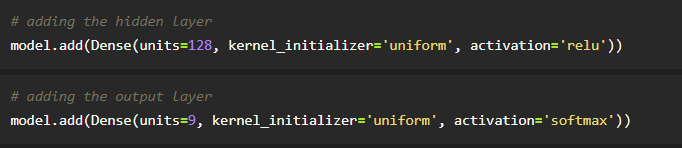 # adding the hidden layer
model.add(Dense(units=128, kernel_initializer='uniform', activation='relu'))
# adding the output layer
model.add(Dense(units=9, kernel_initializer='uniform', activation='softmax'))